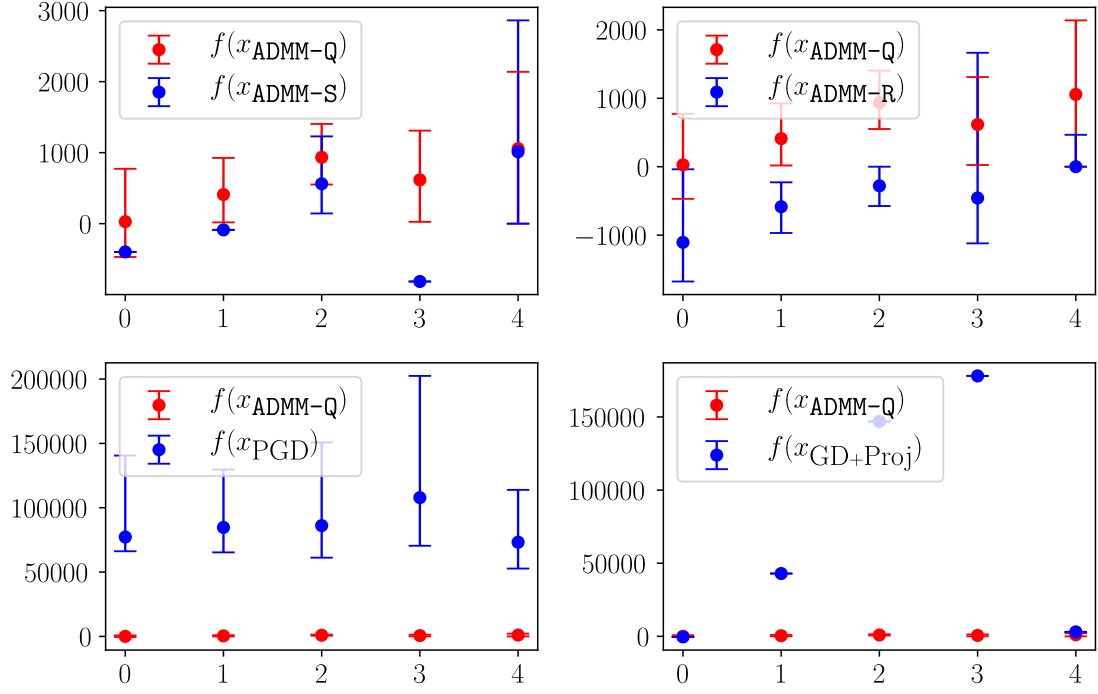 3000
2000
1000
0
f(x_ADMM-Q)
f(x_ADMM-S)
0 1 2 3 4
2000
1000
0
−1000
f(x_ADMM-Q)
f(x_ADMM-R)
0 1 2 3 4
200000
150000
100000
50000
0
f(x_ADMM-Q)
f(x_PGD)
0 1 2 3 4
150000
100000
50000
0
f(x_ADMM-Q)
f(x_GD+Proj)
0 1 2 3 4